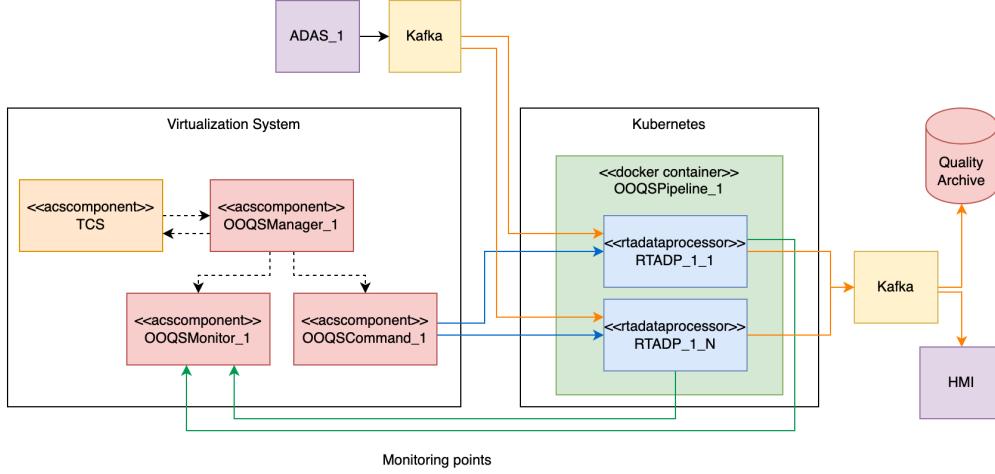 ADAS_1
Kafka
Virtualization System
Kubernetes
<<docker container>>
OOQSPipeline_1
Quality
Archive
<<acscomponent>>
TCS
<<acscomponent>>
OOQSManager_1
<<rtadataprocessor>>
RTADP_1_1
Kafka
<<acscomponent>>
OOQSMonitor_1
<<acscomponent>>
OOQSCommand_1
<<rtadataprocessor>>
RTADP_1_N
HMI
Monitoring points